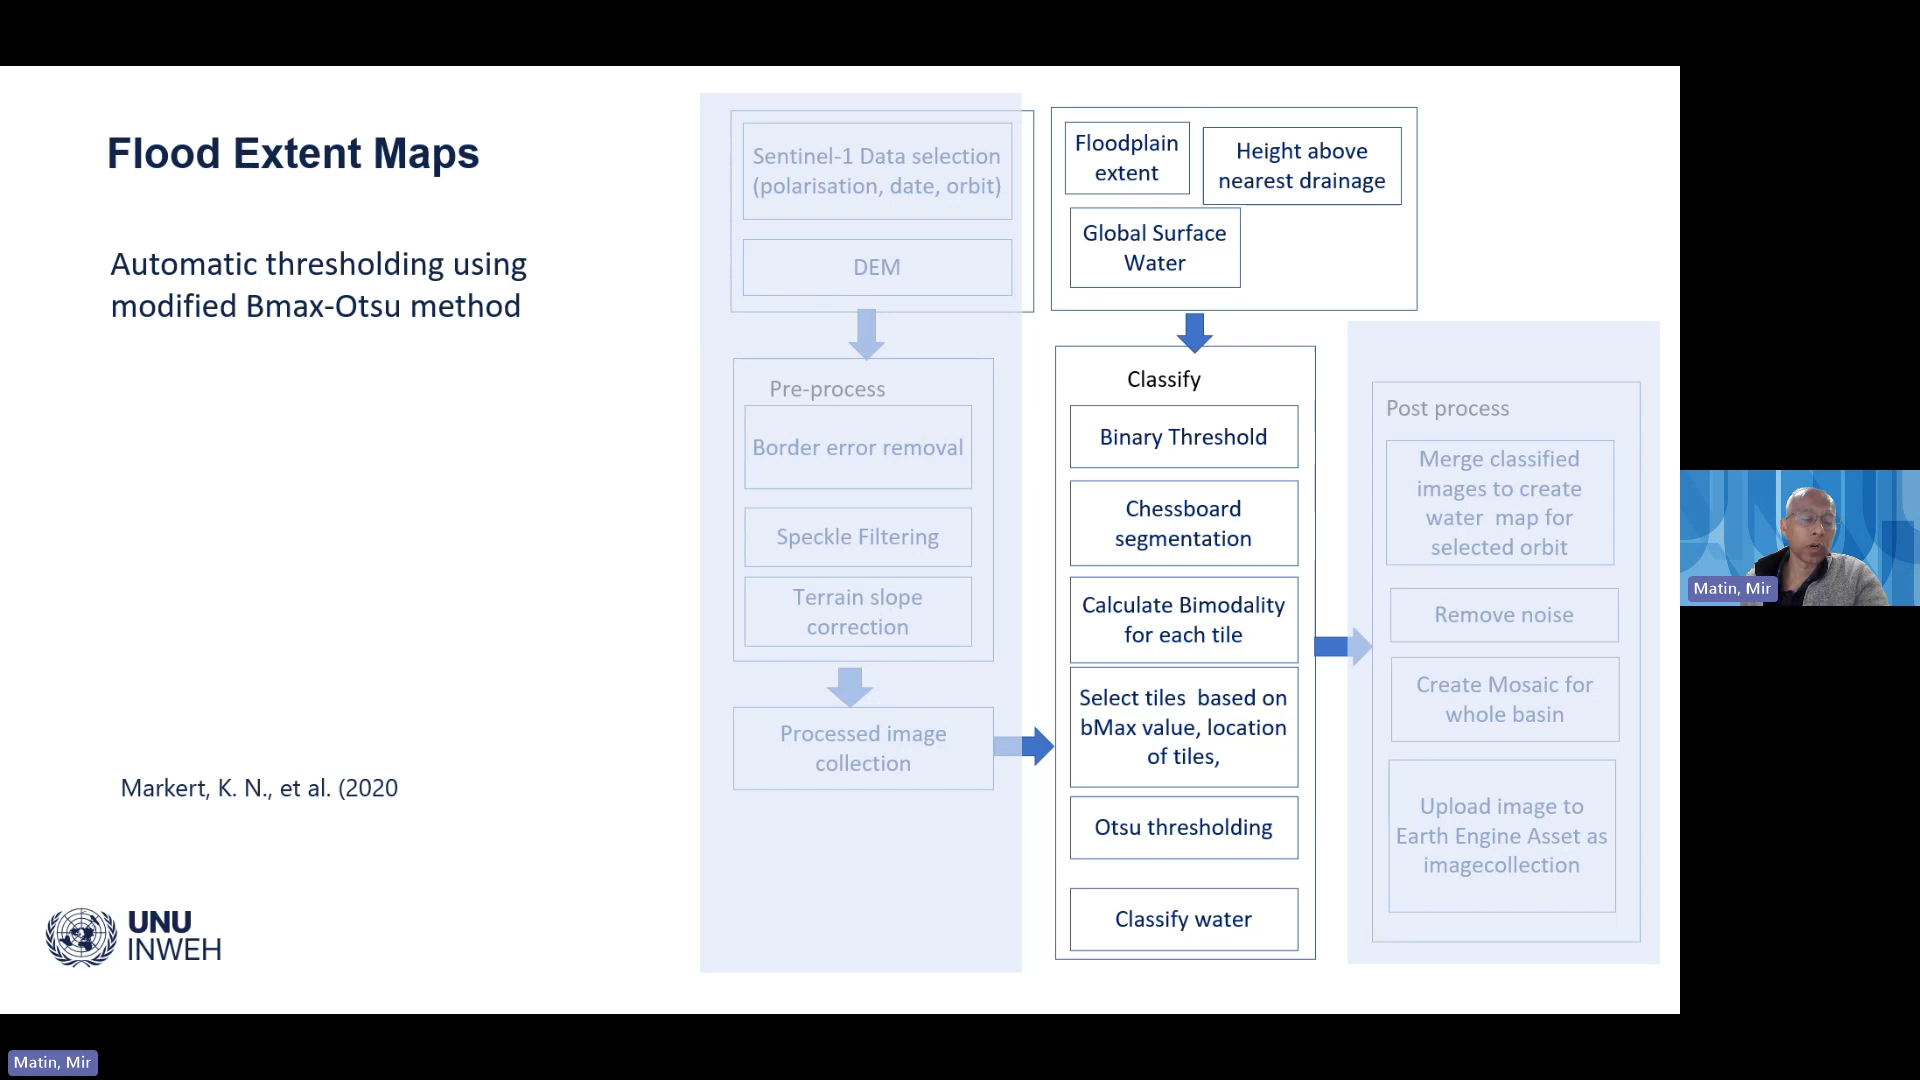 Flood Extent Maps
Automatic thresholding using
modified Bmax-Otsu method
Markert, K. N., et al. (2020
UNU
INWEH
Sentinel-1 Data selection
(polarisation, date, orbit)
DEM
Pre-process
Border error removal
Speckle Filtering
Terrain slope
correction
Processed image
collection
Floodplain
extent
Height above
nearest drainage
Global Surface
Water
Classify
Binary Threshold
Chessboard
segmentation
Calculate Bimodality
for each tile
Select tiles based on
bMax value, location
of tiles,
Otsu thresholding
Classify water
Post process
Merge classified
images to create
water map for
selected orbit
Remove noise
Create Mosaic for
whole basin
Upload image to
Earth Engine Asset as
imagecollection
Matin, Mir
Matin, Mir